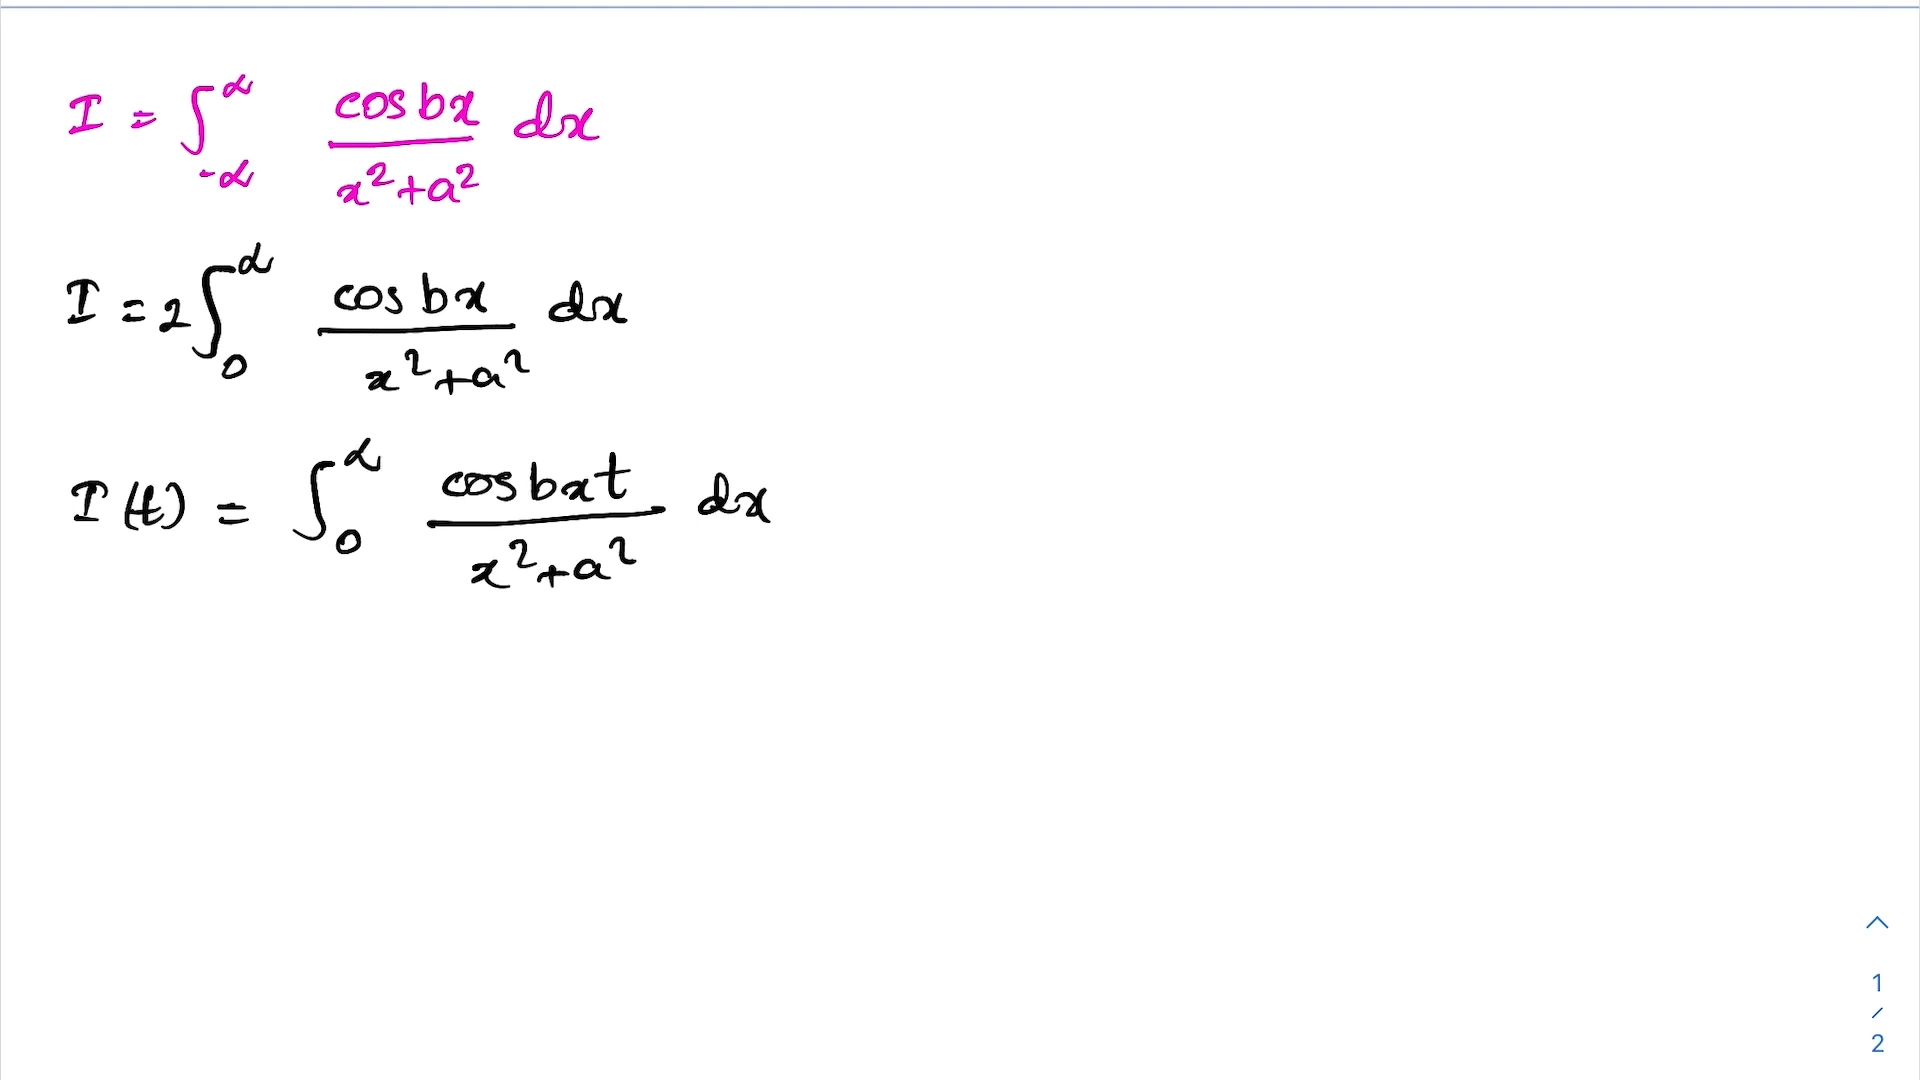 I = ∫_{-∞}^{∞} cos bx / x²+a² dx
I = 2∫_0^∞ cos bx / x²+a² dx
I(t) = ∫_0^∞ cos bxt / x²+a² dx
1
/
2